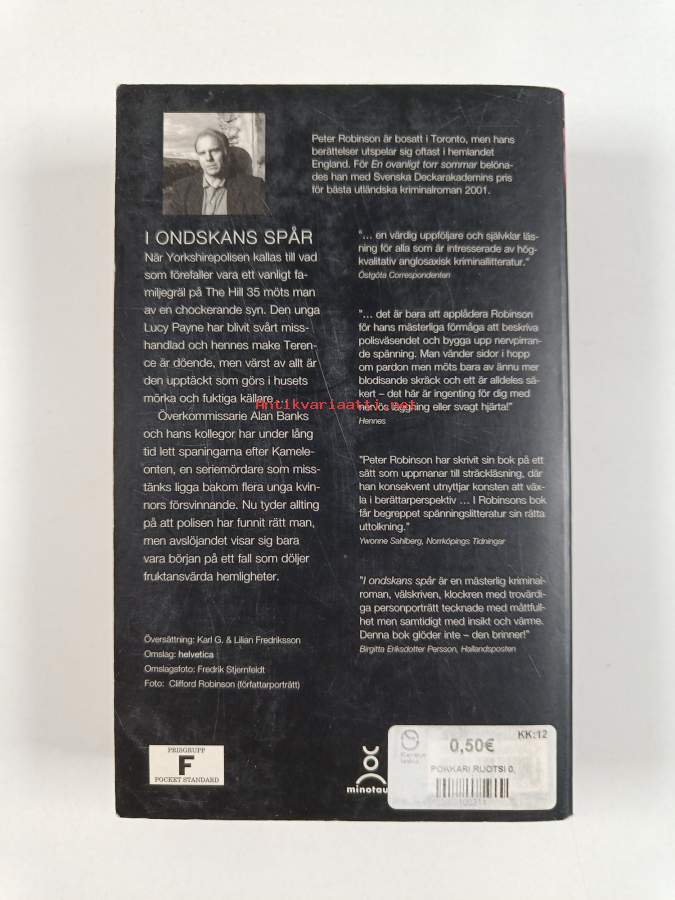 Peter Robinson är bosatt i Toronto, men hans
berättelser utspelar sig oftast i hemlandet
England. För En ovanligt torr sommar belöna-
des han med Svenska Deckarakademins pris
för bästa utländska kriminalroman 2001.
I ONDSKANS SPÅR
När Yorkshirepolisen kallas till vad
som förefaller vara ett vanligt fa-
miljegräl på The Hill 35 möts man
av en chockerande syn. Den unga
Lucy Payne har blivit svårt miss-
handlad och hennes make Teren-
ce är döende, men värst av allt är
den upptäckt som görs i husets
mörka och fuktiga källare.
Överkommissarie Alan Banks
och hans kollegor har under lång
tid lett spaningarna efter Kamele-
onten, en seriemördare som miss-
tänks ligga bakom flera unga kvin-
nors försvinnande. Nu tyder allting
på att polisen har funnit rätt man,
men avslöjandet visar sig bara
vara början på ett fall som döljer
fruktansvärda hemligheter.
"... en värdig uppföljare och självklar läs-
ning för alla som är intresserade av hög-
kvalitativ anglosaxisk kriminallitteratur."
Östgöta Correspondenten
"... det är bara att applådera Robinson
för hans mästerliga förmåga att beskriva
polisväsendet och bygga upp nervpirran-
de spänning. Man vänder sidor i hopp
om pardon men möts bara av ännu mer
blodisande skräck och ett är alldeles sä-
kert – det här är ingenting för dig med
nervös läggning eller svagt hjärta!"
Hennes
"Peter Robinson har skrivit sin bok på ett
sätt som uppmanar till sträckläsning, där
han konsekvent utnyttjar konsten att väx-
la i berättarperspektiv ... I Robinsons bok
får begreppet spänningslitteratur sin rätta
uttolkning."
Yvonne Sahlberg, Norrköpings Tidningar
"I ondskans spår är en mästerlig kriminal-
roman, välskriven, klockren med trovärdi-
ga personporträtt tecknade med måttfull-
het men samtidigt med insikt och värme.
Denna bok glöder inte – den brinner!"
Birgitta Eriksdotter Persson, Hallandsposten
Översättning: Karl G. & Lilian Fredriksson
Omslag: helvetica
Omslagsfoto: Fredrik Stjernfeldt
Foto: Clifford Robinson (författarporträtt)
PRISGRUPP
F
POCKET STANDARD
minotau
KK:12
0,50€
POKKARI RUOTSI 0,
Antikvariaatti.net